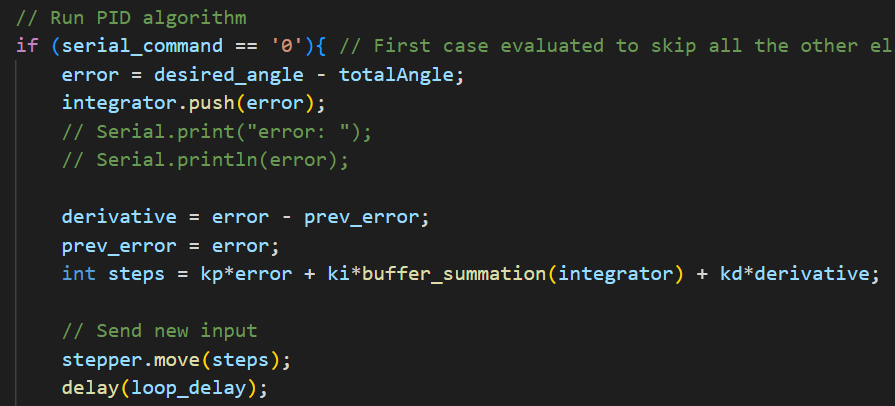 // Run PID algorithm
if (serial_command == '0'){ // First case evaluated to skip all the other el
error = desired_angle - totalAngle;
integrator.push(error);
// Serial.print("error: ");
// Serial.println(error);
derivative = error - prev_error;
prev_error = error;
int steps = kp*error + ki*buffer_summation(integrator) + kd*derivative;
// Send new input
stepper.move(steps);
delay(loop_delay);